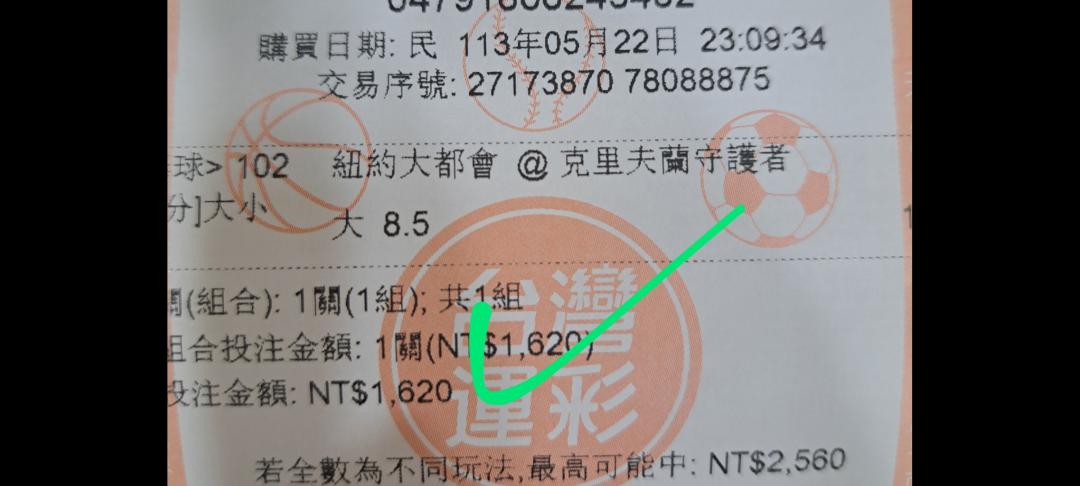 購買日期: 民 113年05月22日 23:09:34
交易序號: 27173870 78088875
球> 102 紐約大都會 @ 克里夫蘭守護者
分]大小
大 8.5
關(組合): 1關(1組); 共1組
組合投注金額: 1關(NT$1,620)
投注金額: NT$1,620
台灣
運彩
若全數為不同玩法,最高可能中: NT$2,560